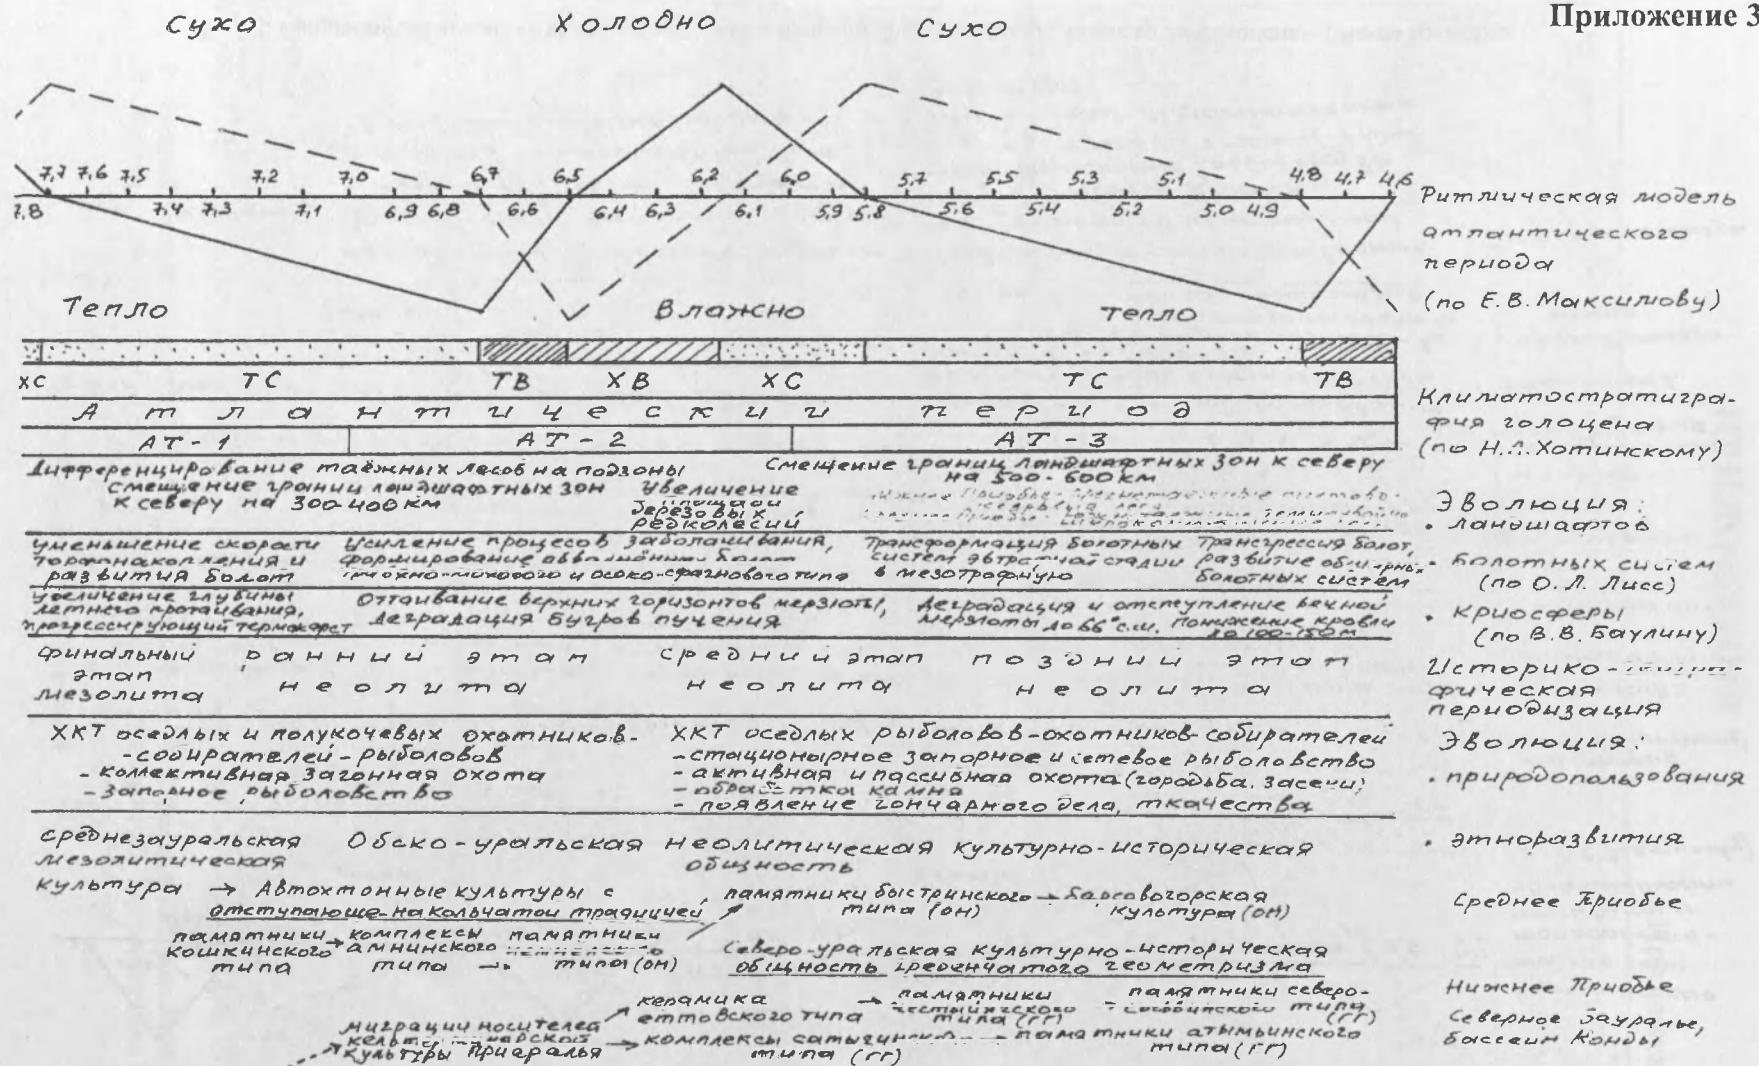 Приложение 3
Сухо Холодно Сухо
7,7 7,6 7,5 7,2 7,0 6,7 6,5 6,2 6,0 5,7 5,5 5,3 5,1 4,8 4,7 4,6
7,8 7,4 7,3 7,1 6,9 6,8 6,6 6,4 6,3 6,1 5,9 5,8 5,6 5,4 5,2 5,0 4,9
Ритмическая модель
атлантического
периода
(по Е.В. Максимову)
Тепло Влажно тепло
ХС ТС ТВ ХВ ХС ТС ТВ
Атлантический период
АТ-1 АТ-2 АТ-3
Климатостратигра-
фия голоцена
(по Н.А. Хотинскому)
Дифференцирование таёжных лесов на подзоны
смещение границ ландшафтных зон
к северу на 300-400 км
Увеличение
площади
березовых
редколесий
Смещение границ ландшафтных зон к северу
на 500-600 км
Эволюция:
• ландшафтов
уменьшение скорости
торфонакопления и
развития болот
Усиление процессов заболачивания,
формирование болот
и осоко-сфагнового типа
Трансформация болотных
систем эвтрофной стадии
в мезотрофную
Трансгрессия болот,
развитие обширных
болотных систем
• болотных систем
(по О.Л. Лисс)
увеличение глубины
летнего протаивания,
прогрессирующий термокарст
Оттаивание верхних горизонтов мерзлоты,
деградация бугров пучения
Деградация и отступление вечной
мерзлоты до 66° с.ш. Понижение кровли
до 100-150 м
• криосферы
(по В.В. Баулину)
финальный
этап
мезолита
ранний этап
неолита
средний этап
неолита
поздний этап
неолита
Историко-
фическая
периодизация
ХКТ оседлых и полукочевых охотников-
-собирателей-рыболовов
- коллективная загонная охота
- запорное рыболовство
ХКТ оседлых рыболовов-охотников-собирателей
- стационырное запорное и сетевое рыболовство
- активная и пассивная охота (городьба, засеки)
- обработка камня
- появление гончарного дела, ткачества
Эволюция:
• природопользования
среднезауральская
мезолитическая
культура →
Обско-уральская неолитическая культурно-историческая
общность
• этноразвития
Автохтонные культуры с
отступающе-накольчатой традицией
памятники быстринского
типа (он)
→ Барсовогорская
культура (он)
Среднее Приобье
памятники
кошкинского
типа
→ комплексы
амнинского
типа →
памятники
типа (он)
Северо-уральская культурно-историческая
общность гребенчатого геометризма
керамика
еттовского типа
→ памятники
типа (гг)
памятники северо-
типа
(гг)
Нижнее Приобье
миграции носителей
культуры Приаралья
→ комплексы
типа (гг)
→ памятники атымьинского
типа (гг)
Северное Зауралье,
бассейн Конды